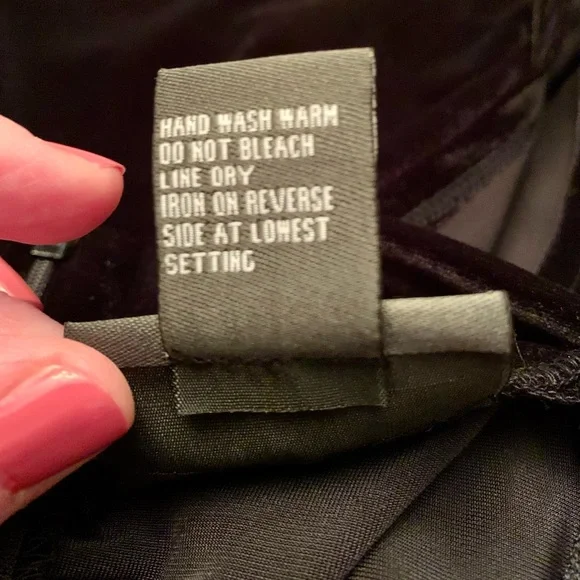 HAND WASH WARM
DO NOT BLEACH
LINE DRY
IRON ON REVERSE
SIDE AT LOWEST
SETTING